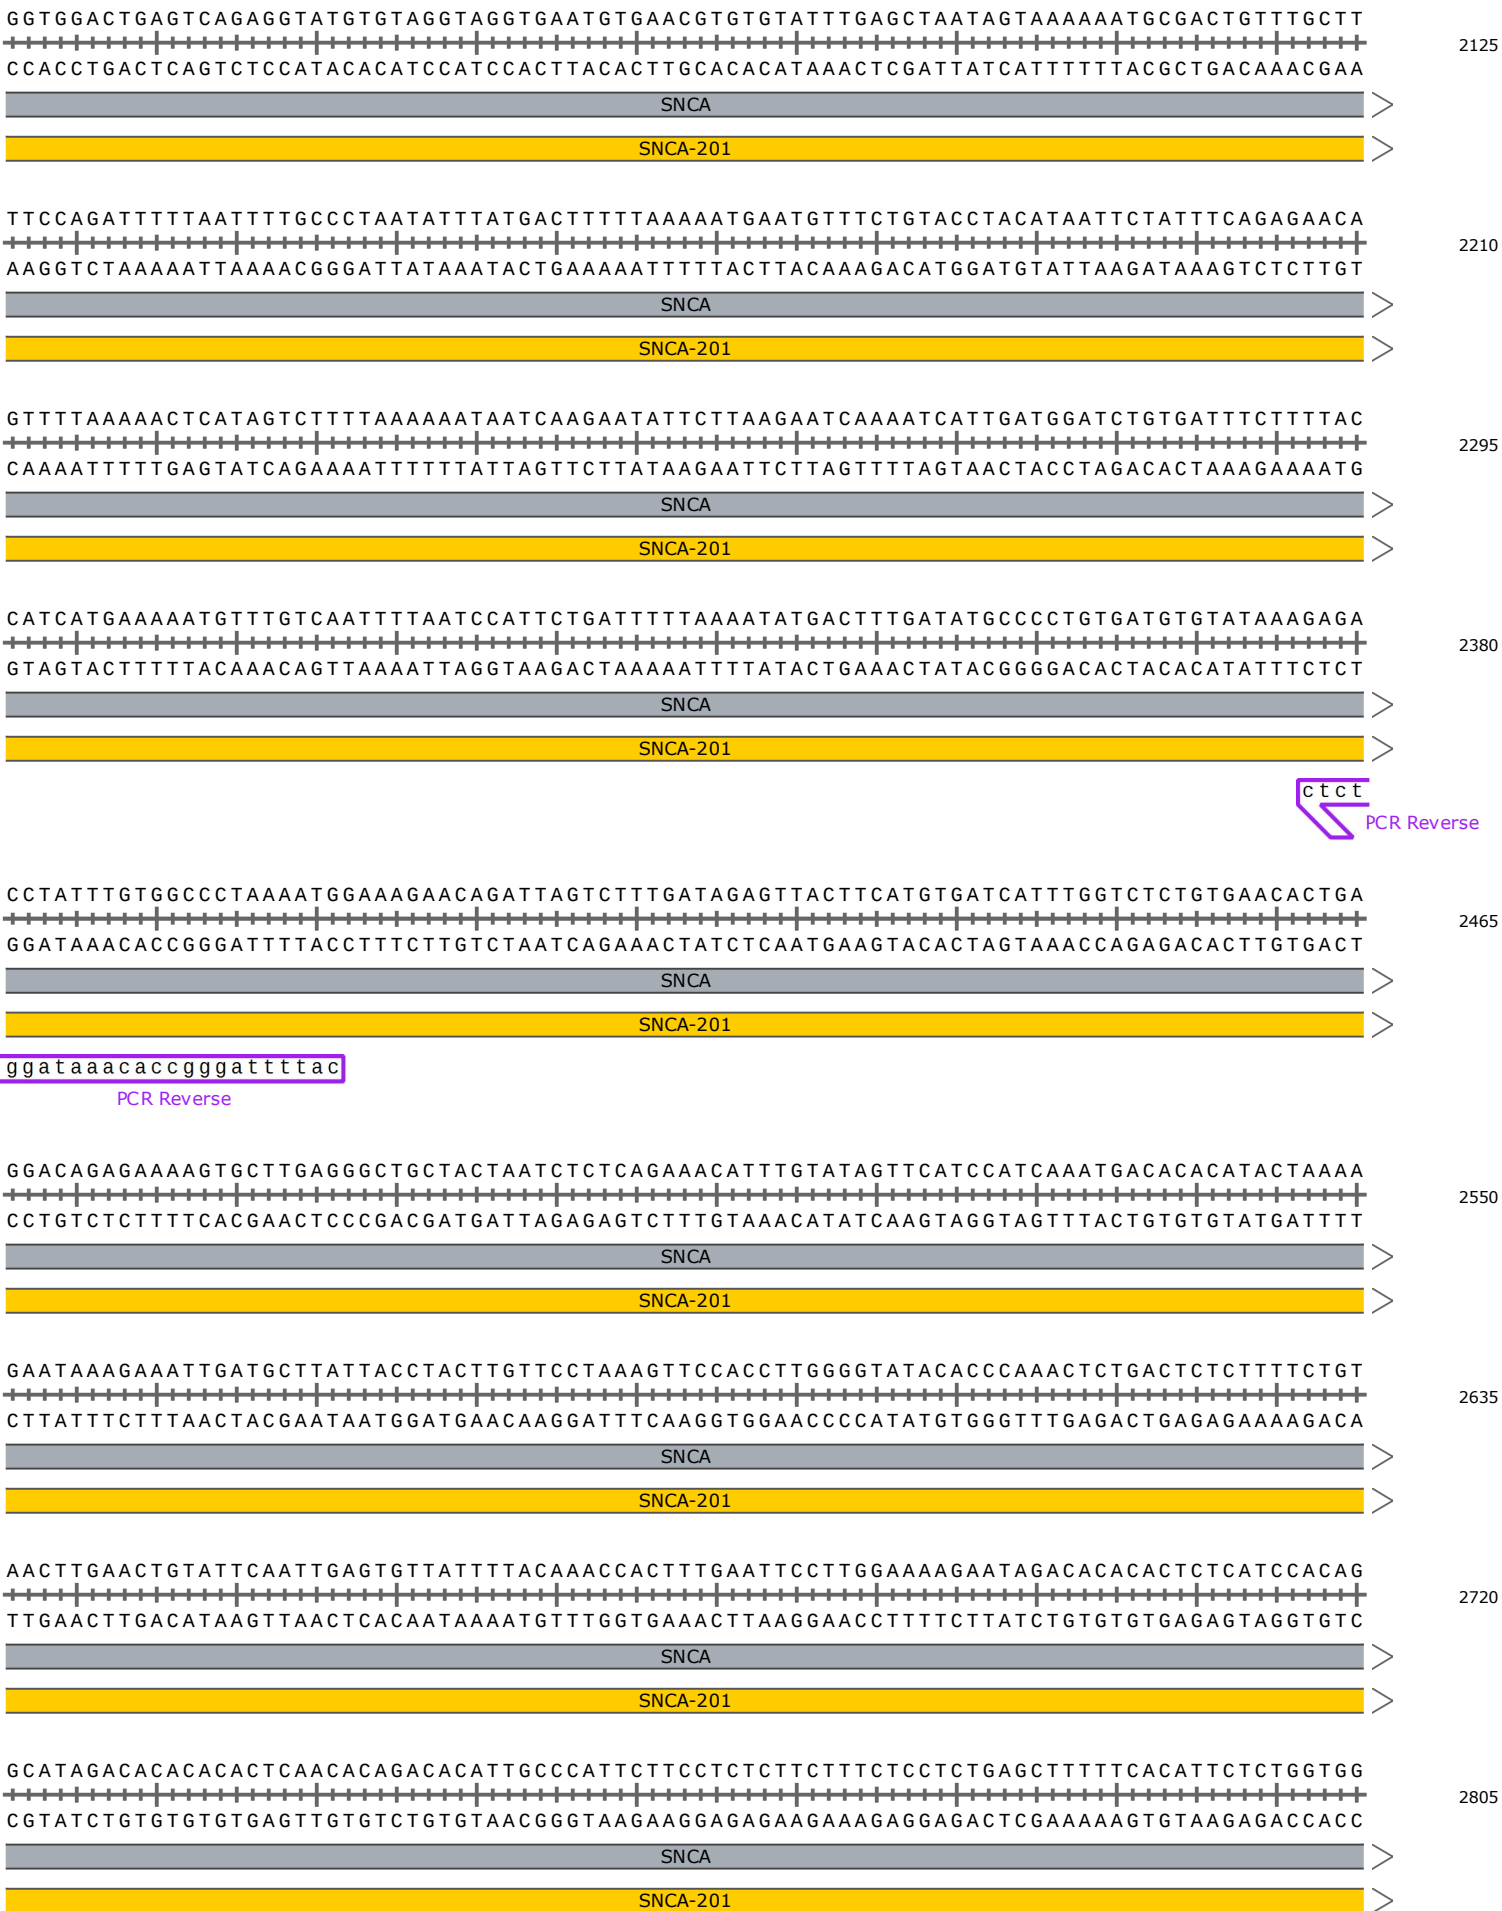 GGTGGACTGAGTCAGAGGTATGTGTAGGTAGGTGAATGTGAACGTGTGTATTTGAGCTAATAGTAAAAAATGCGACTGTTTGCTT
2125
CCACCTGACTCAGTCTCCATACACATCCATCCACTTACACTTGCACACATAAACTCGATTATCATTTTTTACGCTGACAAACGAA
SNCA
SNCA-201
TTCCAGATTTTTAATTTTGCCCTAATATTTATGACTTTTTAAAAATGAATGTTTCTGTACCTACATAATTCTATTTCAGAGAACA
2210
AAGGTCTAAAAATTAAAACGGGATTATAAATACTGAAAAATTTTTACTTACAAAGACATGGATGTATTAAGATAAAGTCTCTTGT
SNCA
SNCA-201
GTTTTAAAAACTCATAGTCTTTTAAAAAATAATCAAGAATATTCTTAAGAATCAAAATCATTGATGGATCTGTGATTTCTTTTAC
2295
CAAAATTTTTGAGTATCAGAAAATTTTTTATTAGTTCTTATAAGAATTCTTAGTTTTAGTAACTACCTAGACACTAAAGAAAATG
SNCA
SNCA-201
CATCATGAAAAATGTTTGTCAATTTTAATCCATTCTGATTTTTAAAATATGACTTTGATATGCCCCTGTGATGTGTATAAAGAGA
2380
GTAGTACTTTTTACAAACAGTTAAAATTAGGTAAGACTAAAAATTTTATACTGAAACTATACGGGGACACTACACATATTTCTCT
SNCA
SNCA-201
ctct
PCR Reverse
CCTATTTGTGGCCCTAAAATGGAAAGAACAGATTAGTCTTTGATAGAGTTACTTCATGTGATCATTTGGTCTCTGTGAACACTGA
2465
GGATAAACACCGGGATTTTACCTTTCTTGTCTAATCAGAAACTATCTCAATGAAGTACACTAGTAAACCAGAGACACTTGTGACT
SNCA
SNCA-201
ggataaacaccgggattttac
PCR Reverse
GGACAGAGAAAAGTGCTTGAGGGCTGCTACTAATCTCTCAGAAACATTTGTATAGTTCATCCATCAAATGACACACATACTAAAA
2550
CCTGTCTCTTTTCACGAACTCCCGACGATGATTAGAGAGTCTTTGTAAACATATCAAGTAGGTAGTTTACTGTGTGTATGATTTT
SNCA
SNCA-201
GAATAAAGAAATTGATGCTTATTACCTACTTGTTCCTAAAGTTCCACCTTGGGGTATACACCCAAACTCTGACTCTCTTTTCTGT
2635
CTTATTTCTTTAACTACGAATAATGGATGAACAAGGATTTCAAGGTGGAACCCCATATGTGGGTTTGAGACTGAGAGAAAAGACA
SNCA
SNCA-201
AACTTGAACTGTATTCAATTGAGTGTTATTTTACAAACCACTTTGAATTCCTTGGAAAAGAATAGACACACACTCTCATCCACAG
2720
TTGAACTTGACATAAGTTAACTCACAATAAAATGTTTGGTGAAACTTAAGGAACCTTTTCTTATCTGTGTGTGAGAGTAGGTGTC
SNCA
SNCA-201
GCATAGACACACACACTCAACACAGACACATTGCCCATTCTTCCTCTCTTCTTTCTCCTCTGAGCTTTTTCACATTCTCTGGTGG
2805
CGTATCTGTGTGTGTGAGTTGTGTCTGTGTAACGGGTAAGAAGGAGAGAAGAAAGAGGAGACTCGAAAAAGTGTAAGAGACCACC
SNCA
SNCA-201